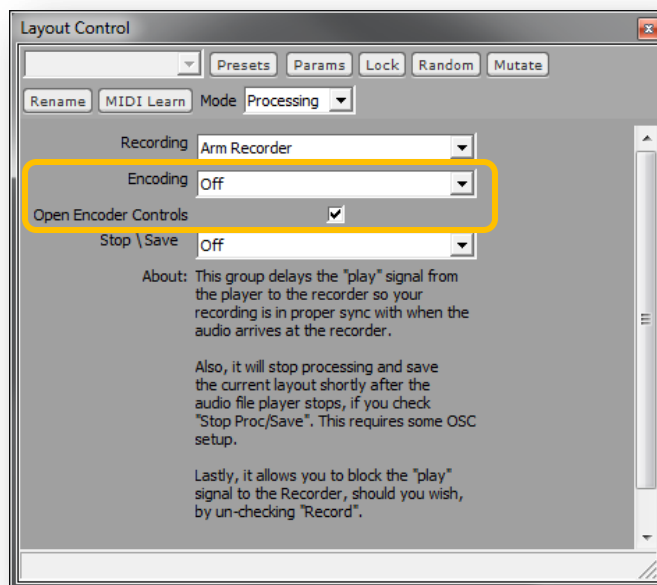 Layout Control
Presets Params Lock Random Mutate
Rename MIDI Learn Mode Processing
Recording Arm Recorder
Encoding Off
Open Encoder Controls
Stop \ Save Off
About: This group delays the "play" signal from
the player to the recorder so your
recording is in proper sync with when the
audio arrives at the recorder.
Also, it will stop processing and save
the current layout shortly after the
audio file player stops, if you check
"Stop Proc/Save". This requires some OSC
setup.
Lastly, it allows you to block the "play"
signal to the Recorder, should you wish,
by un-checking "Record".